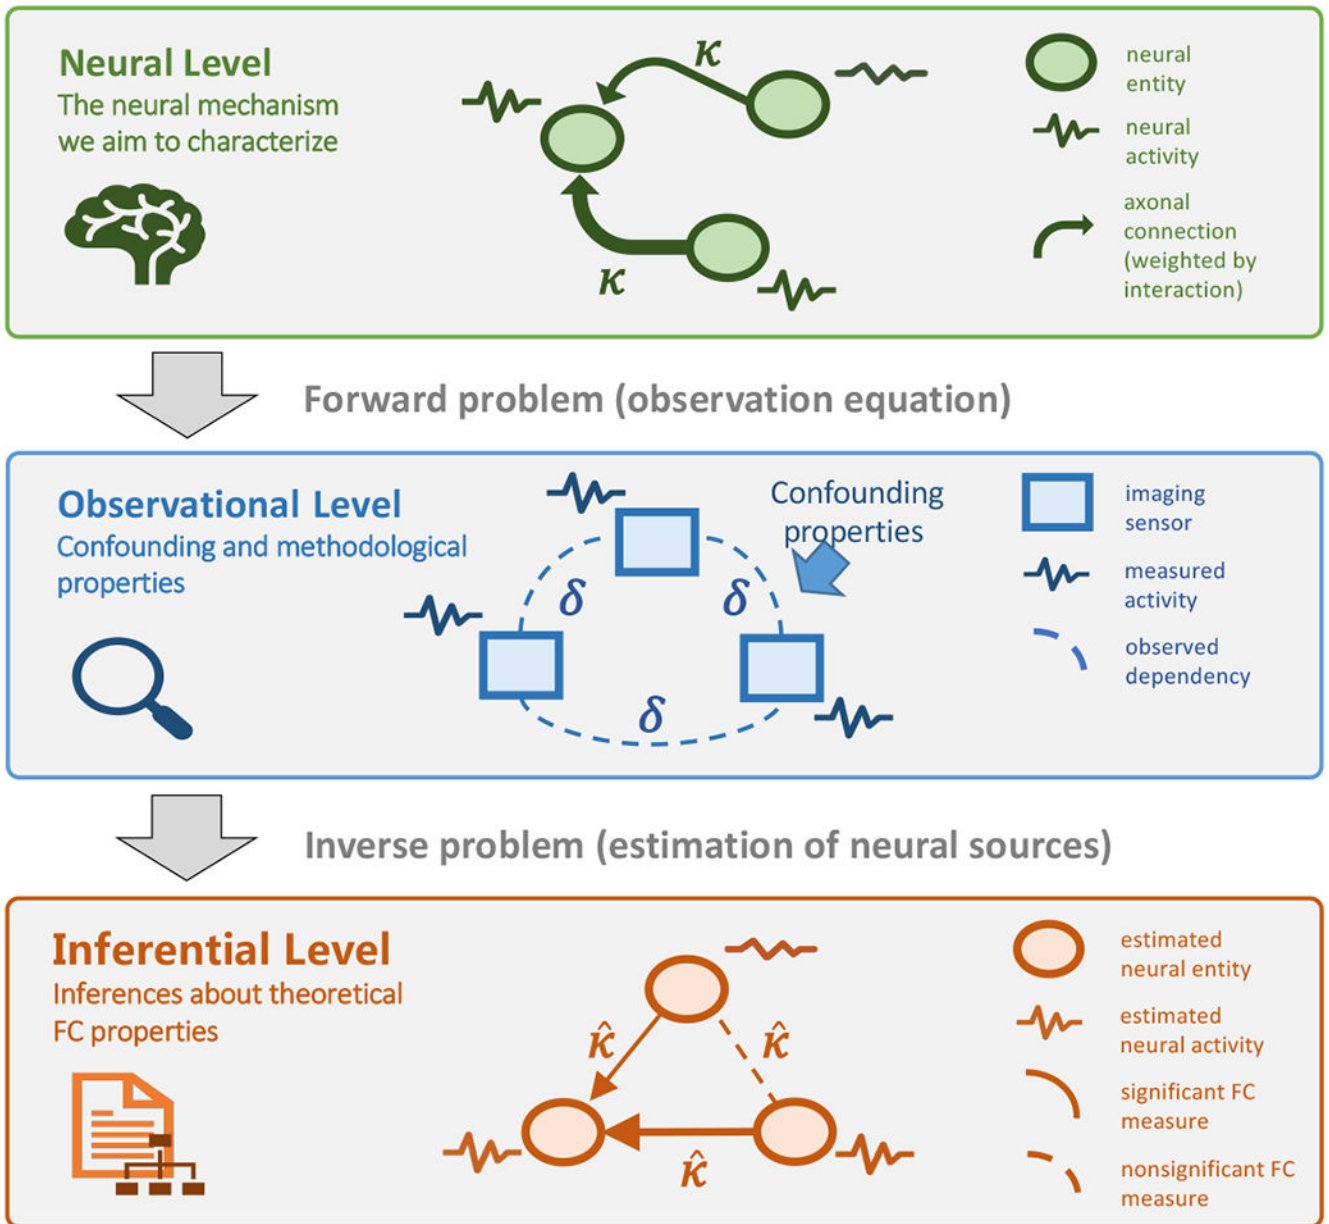 Neural Level
The neural mechanism
we aim to characterize
κ
κ
neural
entity
neural
activity
axonal
connection
(weighted by
interaction)
Forward problem (observation equation)
Observational Level
Confounding and methodological
properties
Confounding
properties
δ
δ
δ
imaging
sensor
measured
activity
observed
dependency
Inverse problem (estimation of neural sources)
Inferential Level
Inferences about theoretical
FC properties
κ̂
κ̂
κ̂
estimated
neural entity
estimated
neural activity
significant FC
measure
nonsignificant FC
measure